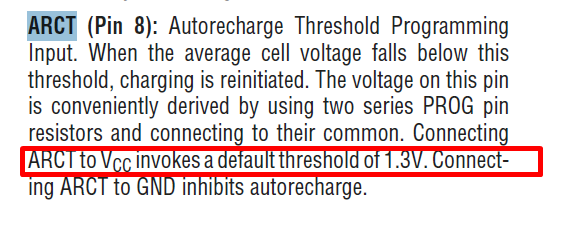 ARCT (Pin 8): Autorecharge Threshold Programming
Input. When the average cell voltage falls below this
threshold, charging is reinitiated. The voltage on this pin
is conveniently derived by using two series PROG pin
resistors and connecting to their common. Connecting
ARCT to VCC invokes a default threshold of 1.3V. Connect-
ing ARCT to GND inhibits autorecharge.